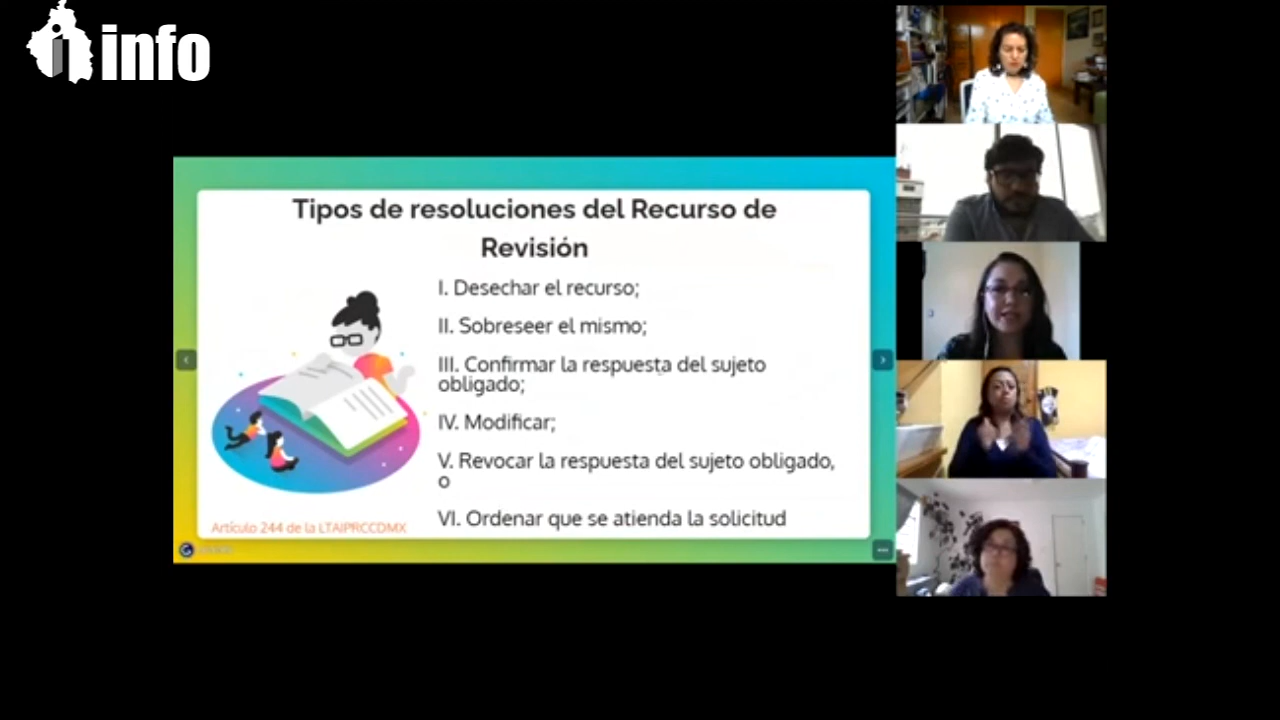 info
Tipos de resoluciones del Recurso de
Revisión
I. Desechar el recurso;
II. Sobreseer el mismo;
III. Confirmar la respuesta del sujeto
obligado;
IV. Modificar;
V. Revocar la respuesta del sujeto obligado,
o
VI. Ordenar que se atienda la solicitud
Artículo 244 de la LTAIPRCCDMX